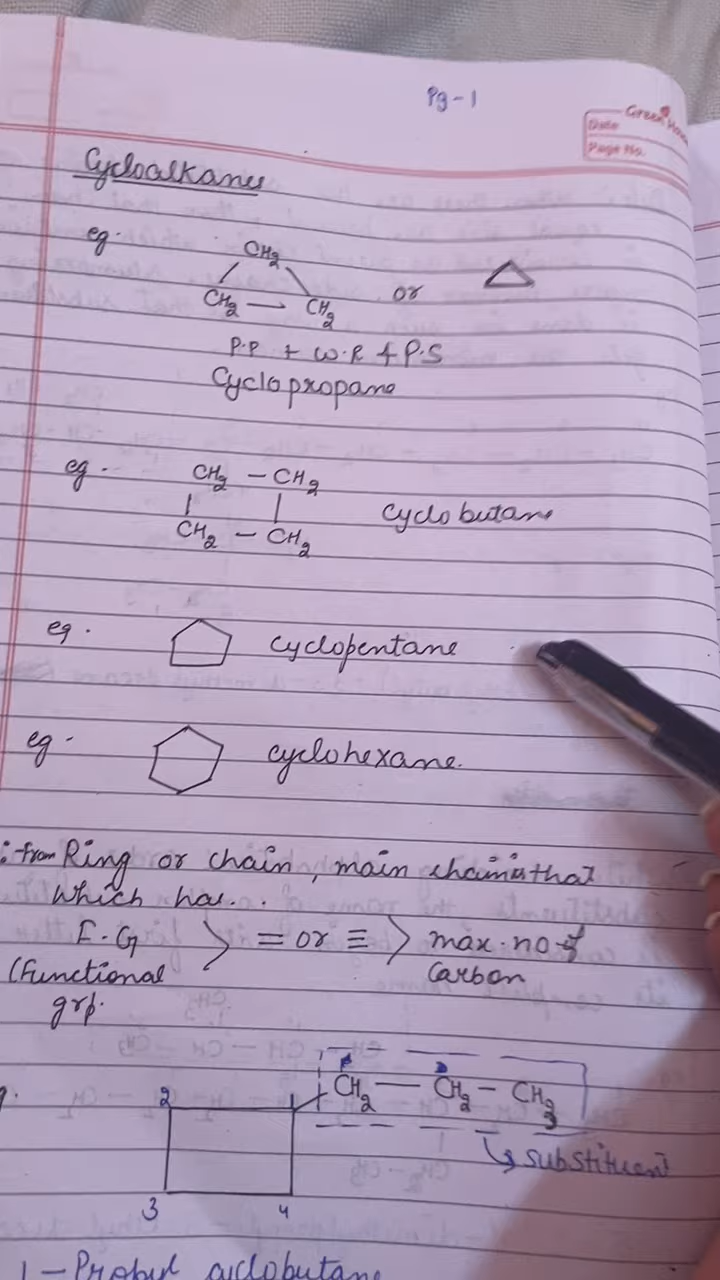 Pg-1
Green
Date
Page No.
Cycloalkanes
eg. CH2
CH2 — CH2 or
P.P + W.R + P.S
Cyclopropane
eg. CH2 - CH2
Cyclobutane
CH2 - CH2
eg. cyclopentane
eg - cyclohexane.
: from Ring or chain, main chain is that
which has..
F.G > = or ≡ > max. no of
(Functional carbon
grp.
2 1 CH2 — CH2 - CH3
substituent
3 4
1 - Propyl cyclobutane